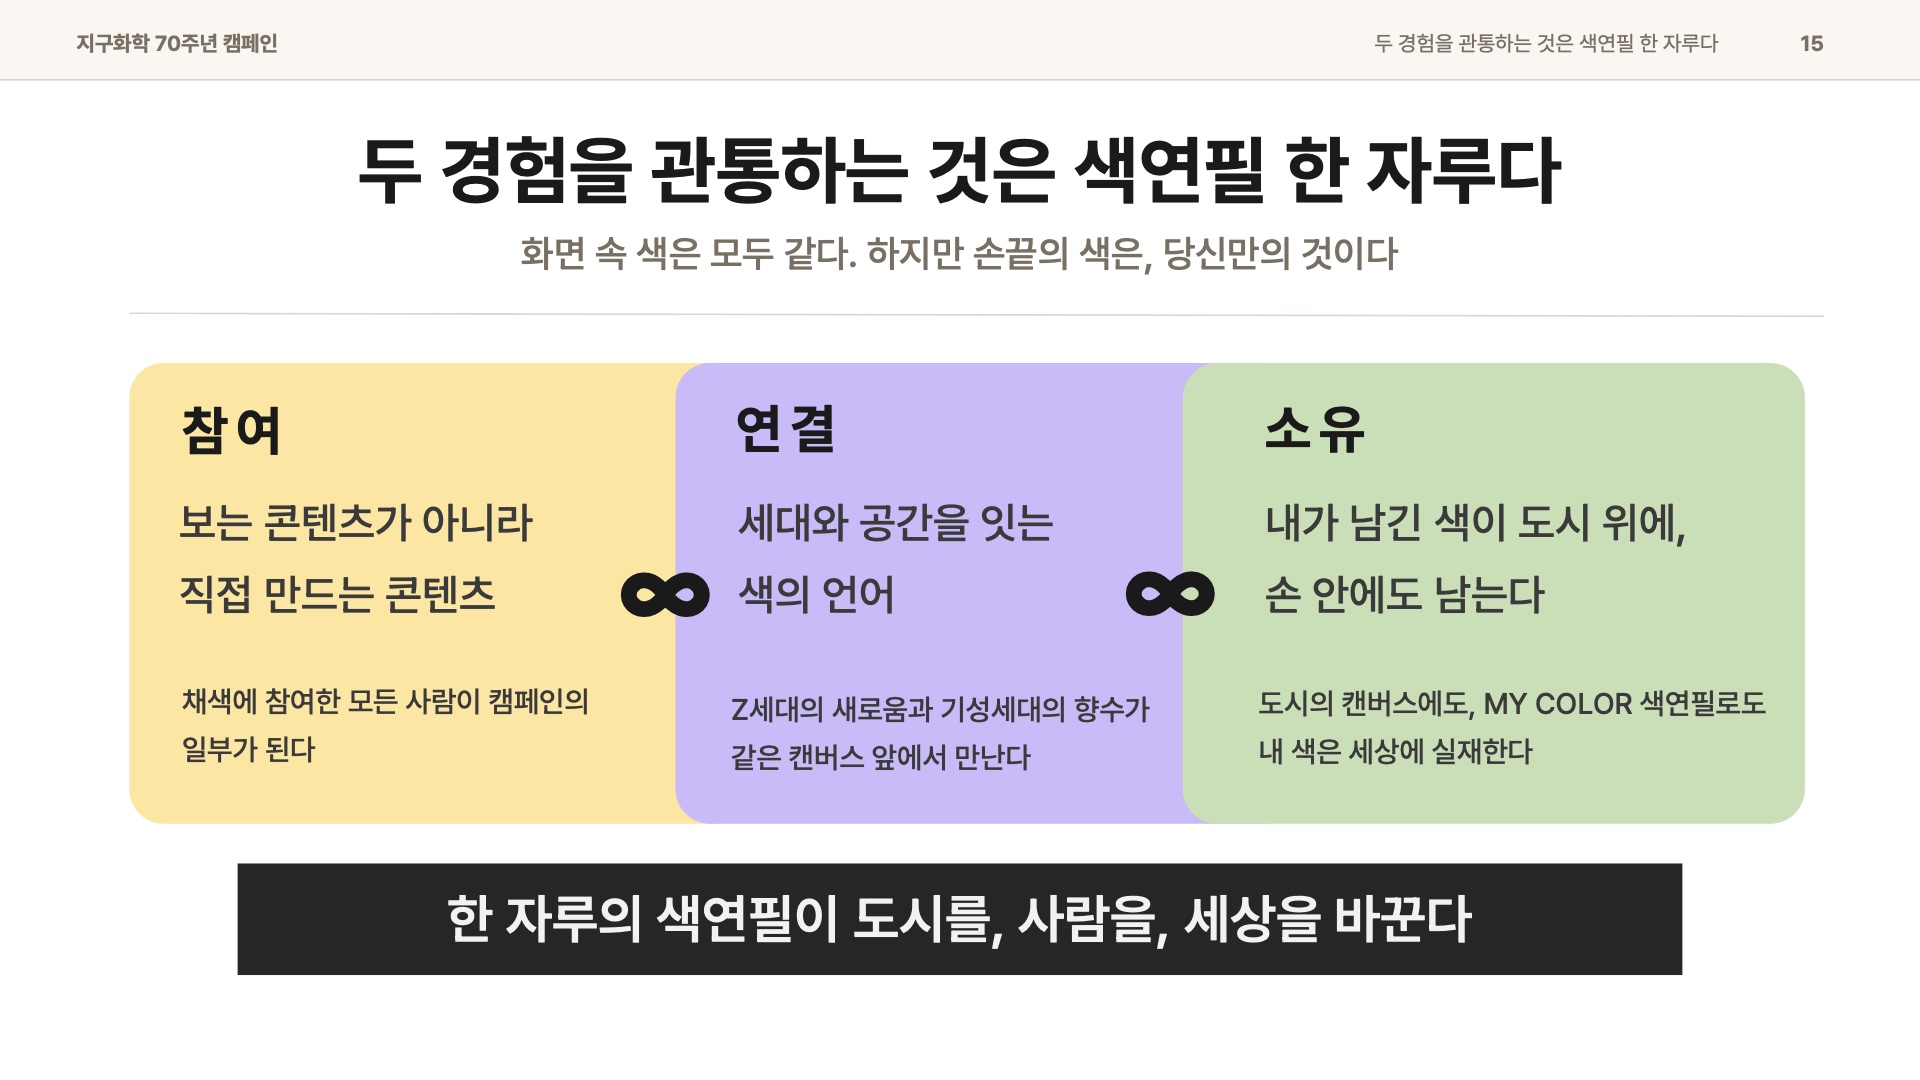 지구화학 70주년 캠페인
두 경험을 관통하는 것은 색연필 한 자루다
15
두 경험을 관통하는 것은 색연필 한 자루다
화면 속 색은 모두 같다. 하지만 손끝의 색은, 당신만의 것이다
참여
보는 콘텐츠가 아니라
직접 만드는 콘텐츠
채색에 참여한 모든 사람이 캠페인의
일부가 된다
∞
연결
세대와 공간을 잇는
색의 언어
Z세대의 새로움과 기성세대의 향수가
같은 캔버스 앞에서 만난다
∞
소유
내가 남긴 색이 도시 위에,
손 안에도 남는다
도시의 캔버스에도, MY COLOR 색연필로도
내 색은 세상에 실재한다
한 자루의 색연필이 도시를, 사람을, 세상을 바꾼다